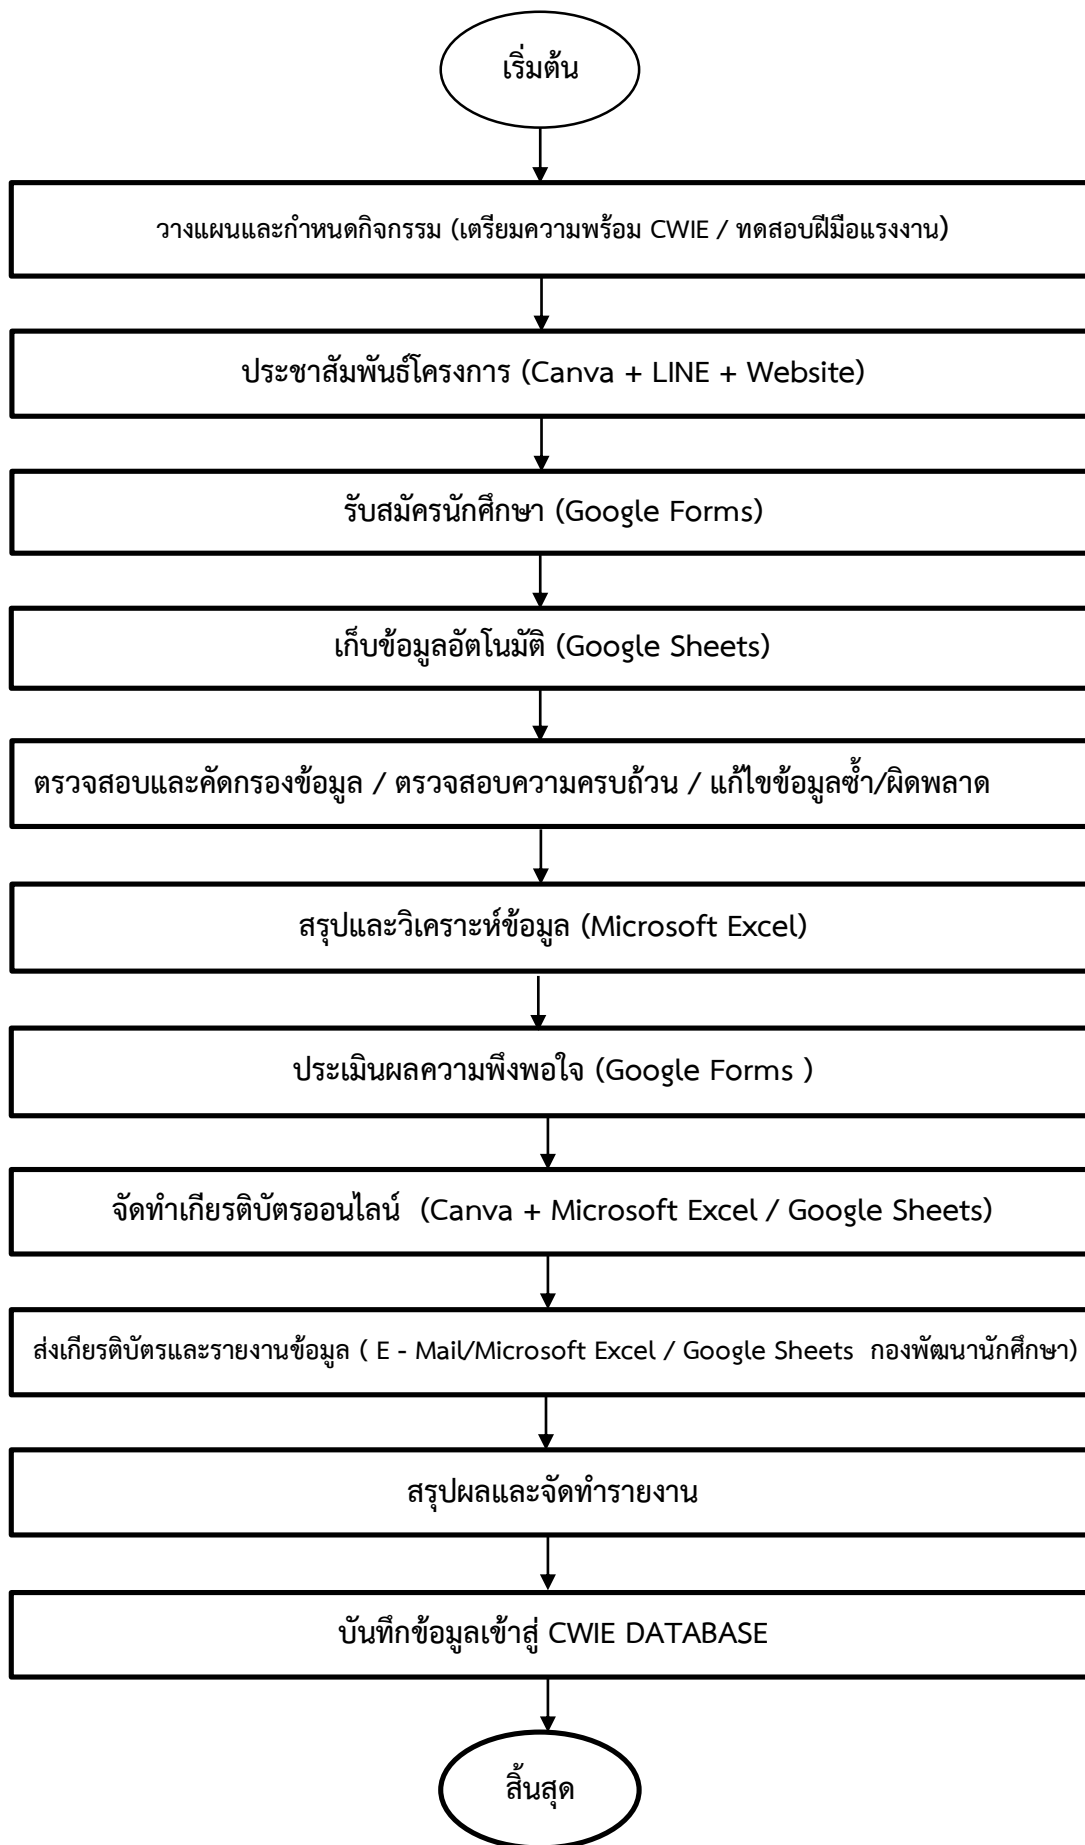 เริ่มต้น
วางแผนและกำหนดกิจกรรม (เตรียมความพร้อม CWIE / ทดสอบฝีมือแรงงาน)
ประชาสัมพันธ์โครงการ (Canva + LINE + Website)
รับสมัครนักศึกษา (Google Forms)
เก็บข้อมูลอัตโนมัติ (Google Sheets)
ตรวจสอบและคัดกรองข้อมูล / ตรวจสอบความครบถ้วน / แก้ไขข้อมูลซ้ำ/ผิดพลาด
สรุปและวิเคราะห์ข้อมูล (Microsoft Excel)
ประเมินผลความพึงพอใจ (Google Forms )
จัดทำเกียรติบัตรออนไลน์ (Canva + Microsoft Excel / Google Sheets)
ส่งเกียรติบัตรและรายงานข้อมูล ( E - Mail/Microsoft Excel / Google Sheets กองพัฒนานักศึกษา)
สรุปผลและจัดทำรายงาน
บันทึกข้อมูลเข้าสู่ CWIE DATABASE
สิ้นสุด